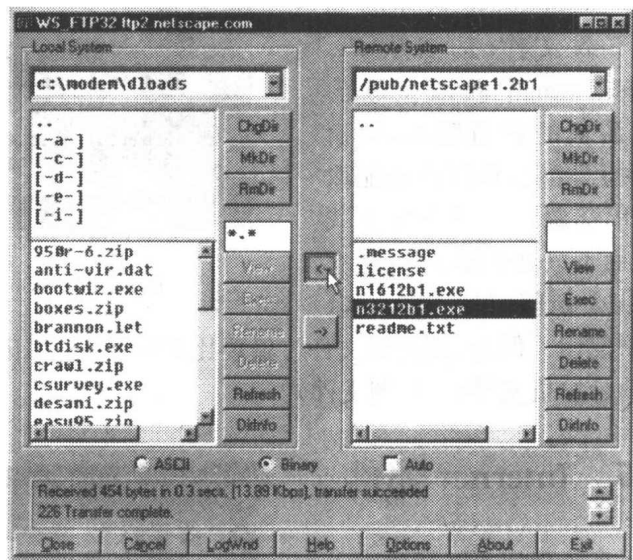 WS_FTP32 ftp2 netscape.com
Local System
c:\modem\dloads
..
[-a-]
[-c-]
[-d-]
[-e-]
[-i-]
ChgDir
MkDir
RmDir
*.*
95@r-6.zip
anti-vir.dat
bootwiz.exe
boxes.zip
brannon.let
btdisk.exe
crawl.zip
csurvey.exe
desani.zip
easy95.zip
View
Exec
Rename
Delete
Refresh
DirInfo
<-
->
Remote System
/pub/netscape1.2b1
..
ChgDir
MkDir
RmDir
.message
license
n1612b1.exe
n3212b1.exe
readme.txt
View
Exec
Rename
Delete
Refresh
DirInfo
ASCII
Binary
Auto
Received 454 bytes in 0.3 secs, [13.89 Kbps], transfer succeeded
226 Transfer complete.
Close
Cancel
LogWnd
Help
Options
About
Exit